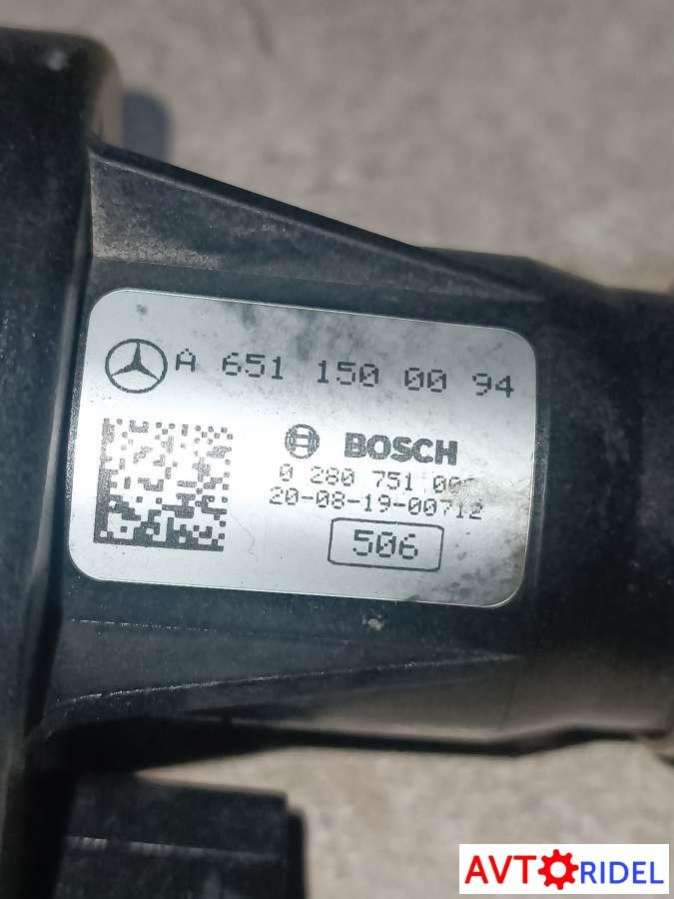 A 651 150 00 94
BOSCH
0 280 751
20-08-19-00712
506
AVTORIDEL